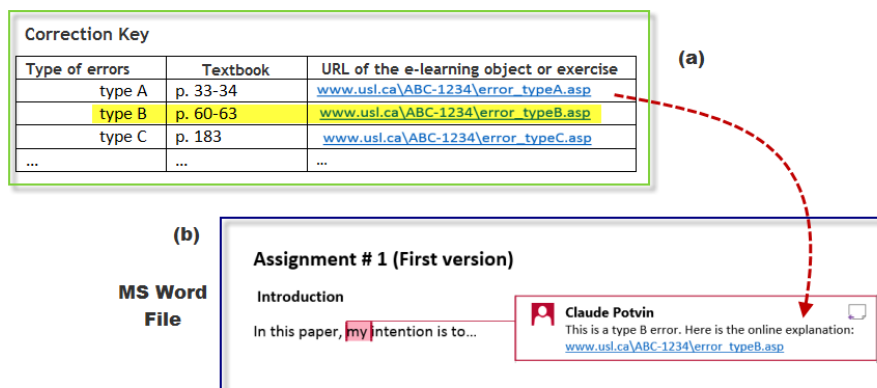 Correction Key
Type of errors Textbook URL of the e-learning object or exercise
type A p. 33-34 www.usl.ca\ABC-1234\error_typeA.asp
type B p. 60-63 www.usl.ca\ABC-1234\error_typeB.asp
type C p. 183 www.usl.ca\ABC-1234\error_typeC.asp
... ... ...
(a)
(b)
MS Word
File
Assignment # 1 (First version)
Introduction
In this paper, my intention is to...
Claude Potvin
This is a type B error. Here is the online explanation:
www.usl.ca\ABC-1234\error_typeB.asp